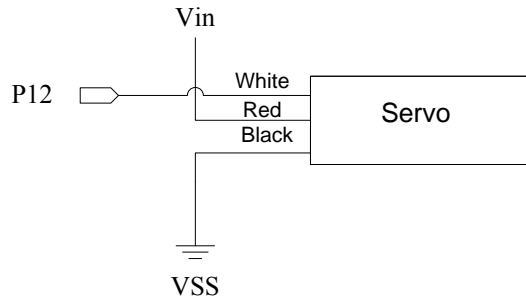 Vin
White
P12
Red
Servo
Black
VSS